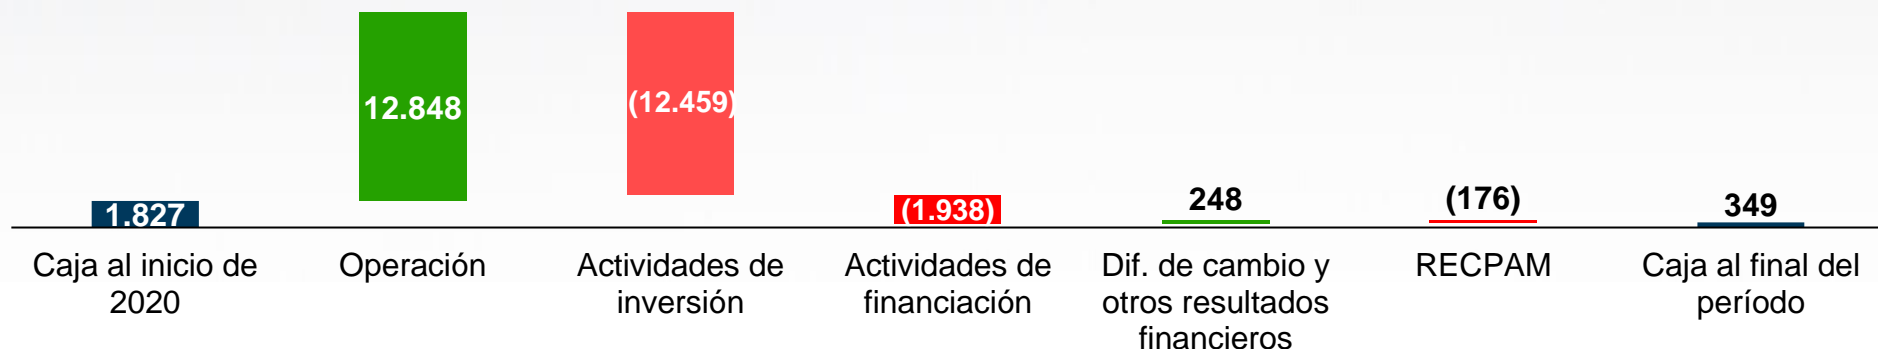 12.848
(12.459)
1.827
(1.938)
248
(176)
349
Caja al inicio de
2020
Operación
Actividades de
inversión
Actividades de
financiación
Dif. de cambio y
otros resultados
financieros
RECPAM
Caja al final del
período